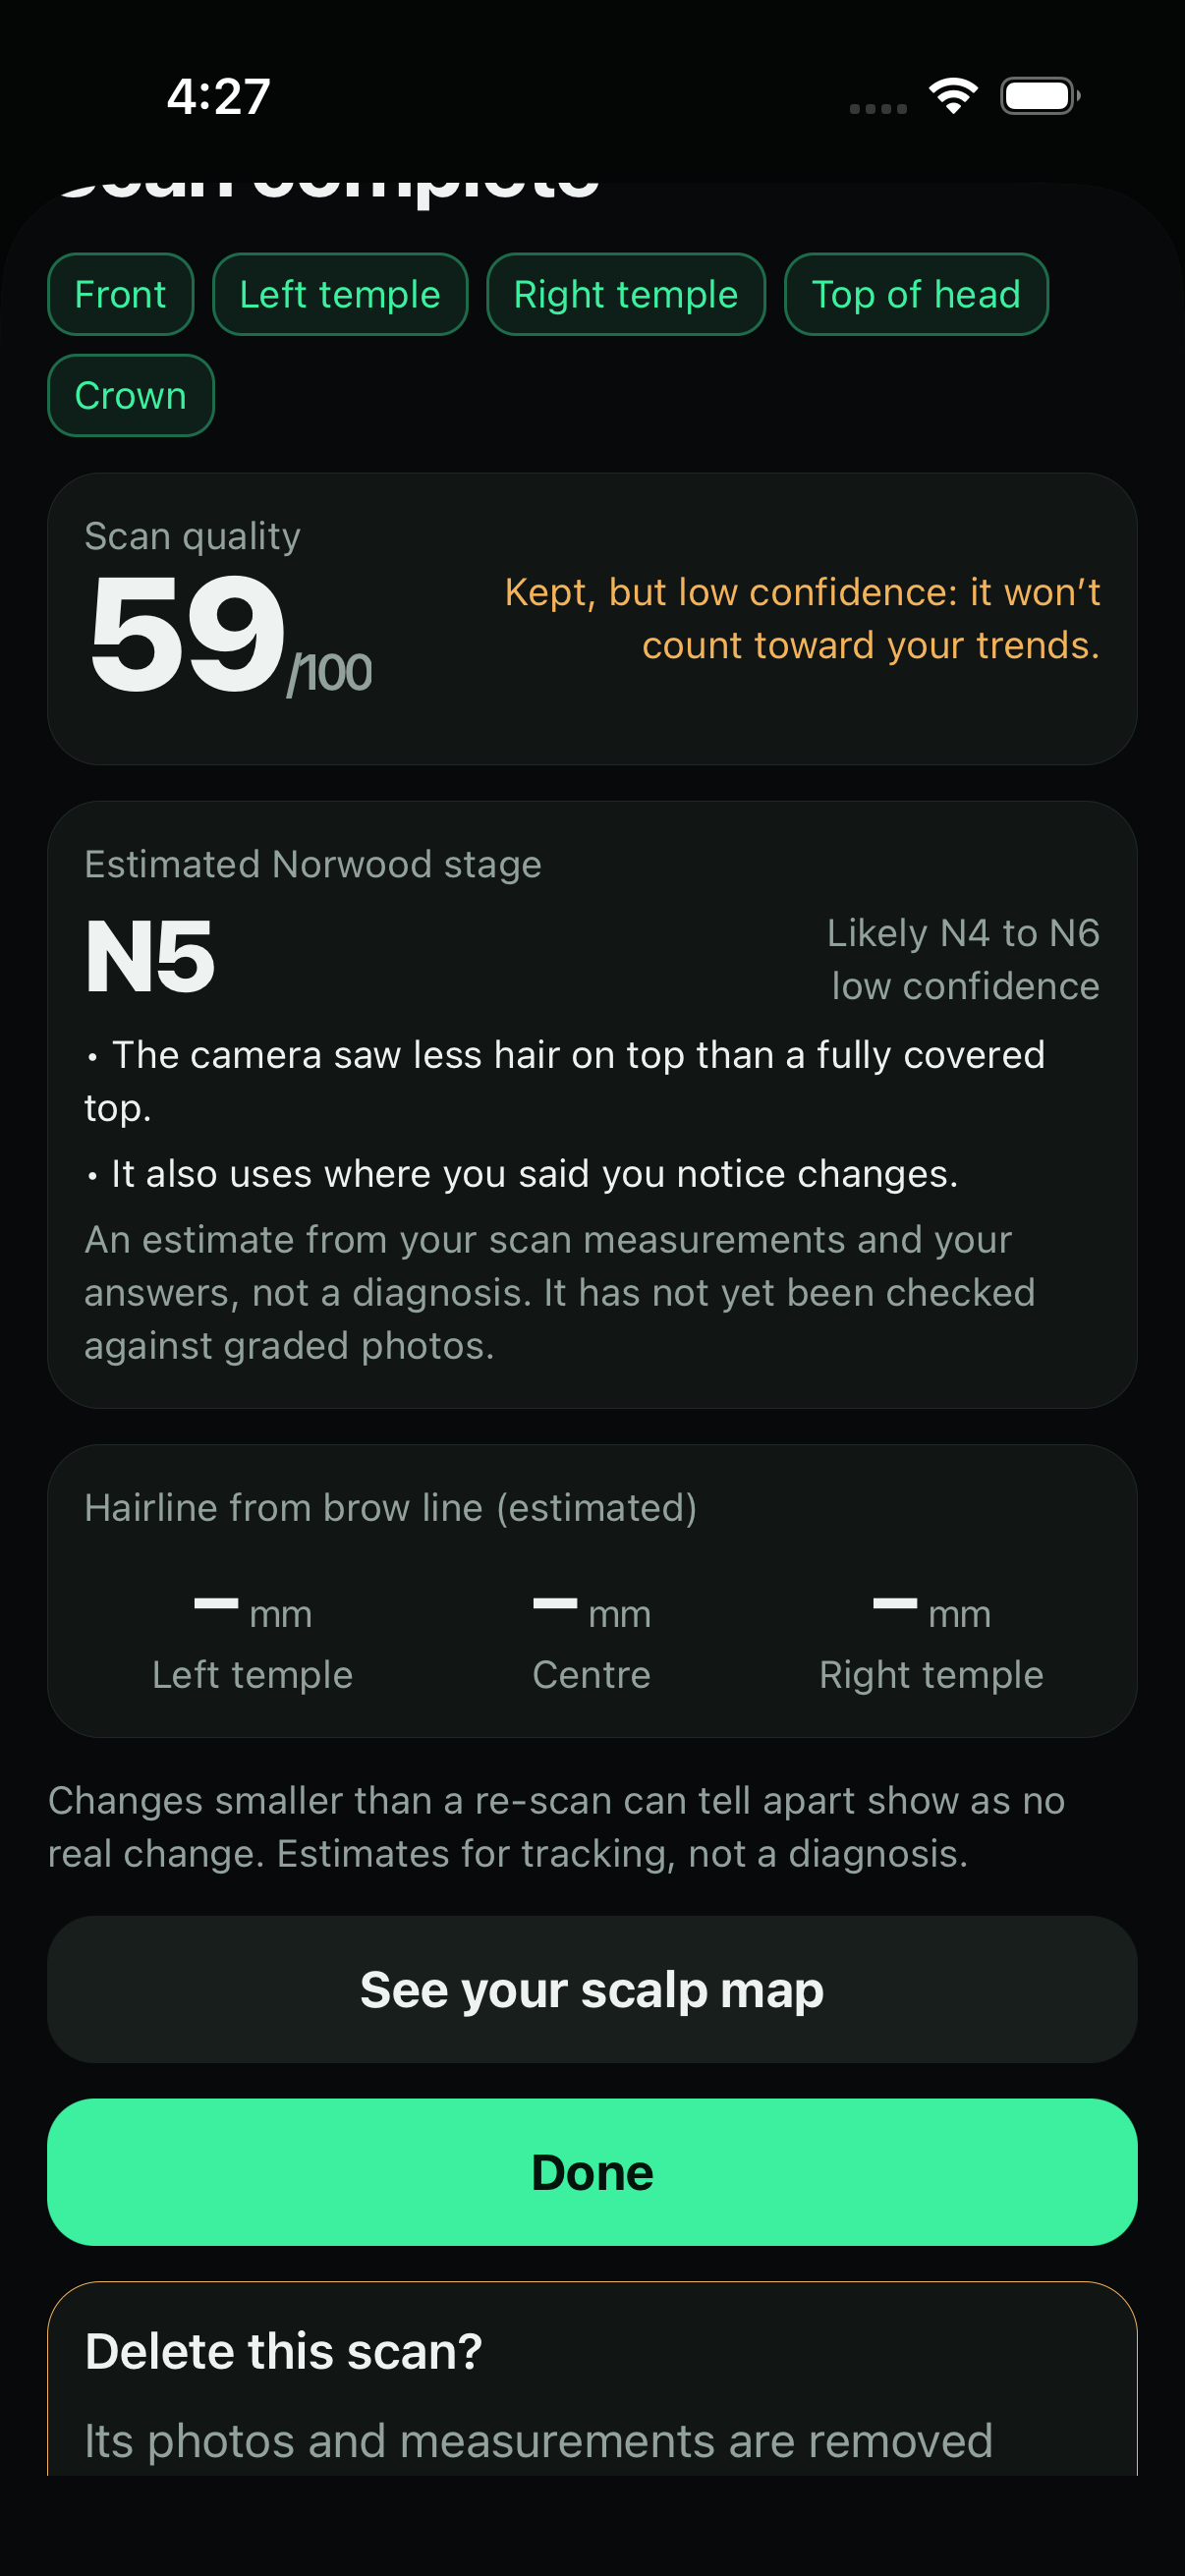 4:27
Scan complete
Front
Left temple
Right temple
Top of head
Crown
Scan quality
59/100
Kept, but low confidence: it won’t
count toward your trends.
Estimated Norwood stage
N5
Likely N4 to N6
low confidence
• The camera saw less hair on top than a fully covered
top.
• It also uses where you said you notice changes.
An estimate from your scan measurements and your
answers, not a diagnosis. It has not yet been checked
against graded photos.
Hairline from brow line (estimated)
– mm
Left temple
– mm
Centre
– mm
Right temple
Changes smaller than a re-scan can tell apart show as no
real change. Estimates for tracking, not a diagnosis.
See your scalp map
Done
Delete this scan?
Its photos and measurements are removed